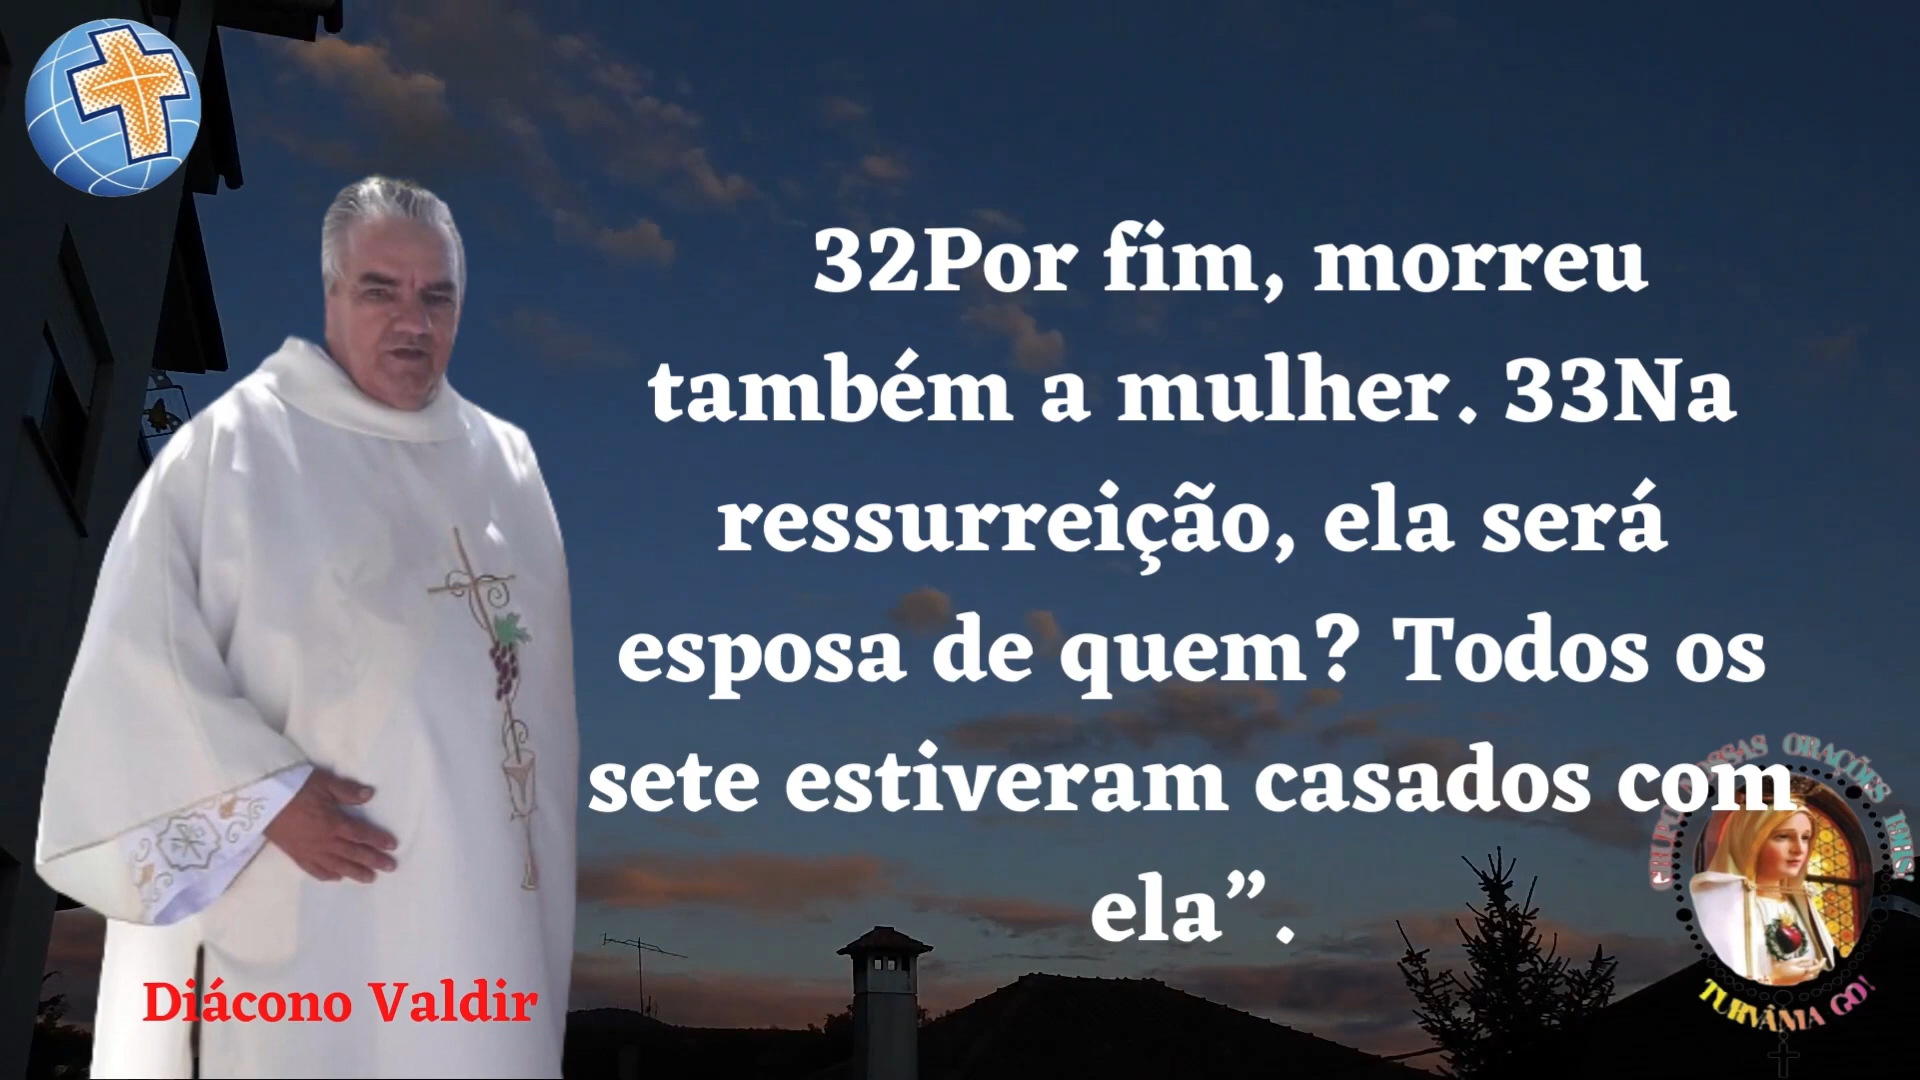 32Por fim, morreu
também a mulher. 33Na
ressurreição, ela será
esposa de quem? Todos os
sete estiveram casados com
ela”.
Diácono Valdir
ORAÇÕES
TURVÂNIA GO!